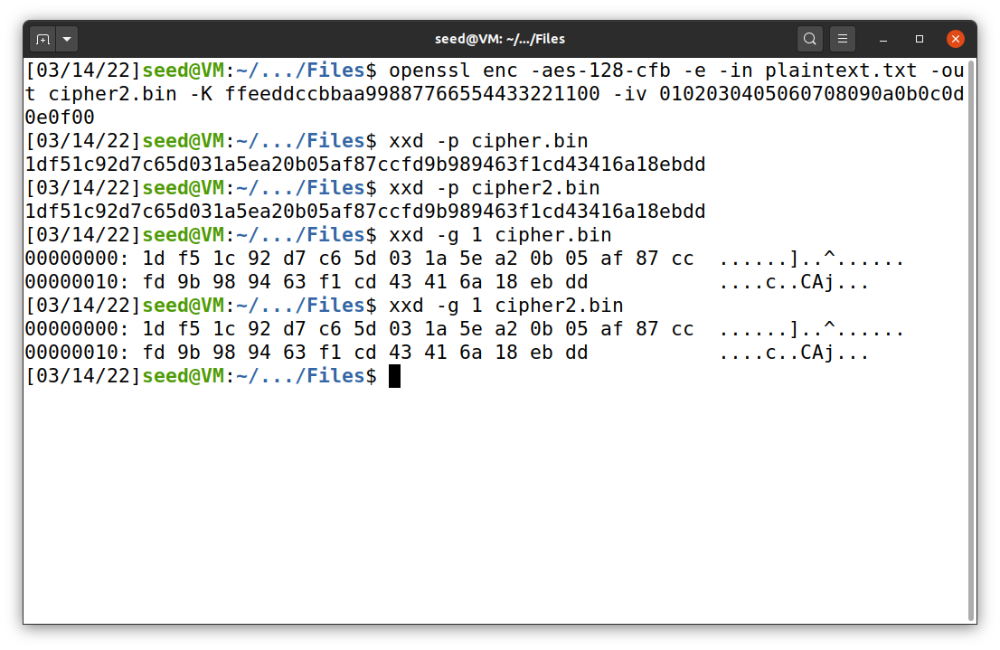 seed@VM: ~/.../Files
[03/14/22]seed@VM:~/.../Files$ openssl enc -aes-128-cfb -e -in plaintext.txt -ou
t cipher2.bin -K ffeeddccbbaa99887766554433221100 -iv 0102030405060708090a0b0c0d
0e0f00
[03/14/22]seed@VM:~/.../Files$ xxd -p cipher.bin
1df51c92d7c65d031a5ea20b05af87ccfd9b989463f1cd43416a18ebdd
[03/14/22]seed@VM:~/.../Files$ xxd -p cipher2.bin
1df51c92d7c65d031a5ea20b05af87ccfd9b989463f1cd43416a18ebdd
[03/14/22]seed@VM:~/.../Files$ xxd -g 1 cipher.bin
00000000: 1d f5 1c 92 d7 c6 5d 03 1a 5e a2 0b 05 af 87 cc  ......]..^......
00000010: fd 9b 98 94 63 f1 cd 43 41 6a 18 eb dd           ....c..CAj...
[03/14/22]seed@VM:~/.../Files$ xxd -g 1 cipher2.bin
00000000: 1d f5 1c 92 d7 c6 5d 03 1a 5e a2 0b 05 af 87 cc  ......]..^......
00000010: fd 9b 98 94 63 f1 cd 43 41 6a 18 eb dd           ....c..CAj...
[03/14/22]seed@VM:~/.../Files$